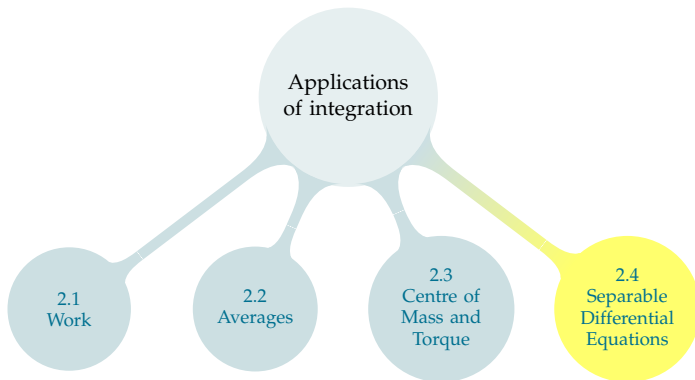 Applications
of integration
2.1
Work
2.2
Averages
2.3
Centre of
Mass and
Torque
2.4
Separable
Differential
Equations